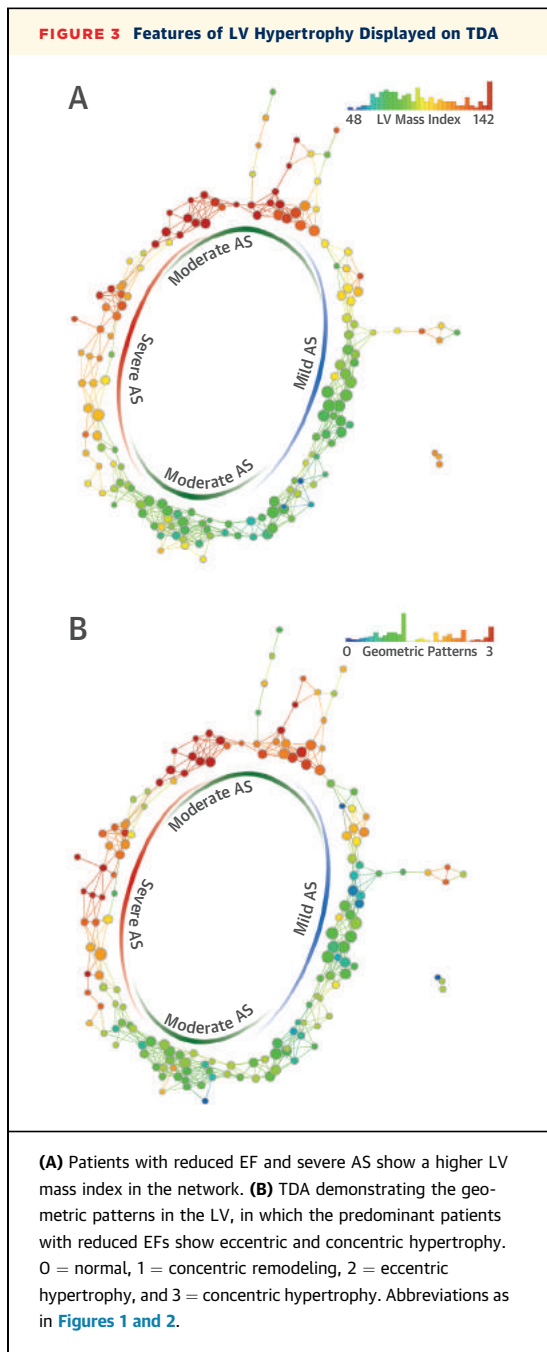 FIGURE 3 Features of LV Hypertrophy Displayed on TDA
A
48 LV Mass Index 142
Moderate AS
Severe AS
Mild AS
Moderate AS
B
0 Geometric Patterns 3
Moderate AS
Severe AS
Mild AS
Moderate AS
(A) Patients with reduced EF and severe AS show a higher LV
mass index in the network. (B) TDA demonstrating the geo-
metric patterns in the LV, in which the predominant patients
with reduced EFs show eccentric and concentric hypertrophy.
0 = normal, 1 = concentric remodeling, 2 = eccentric
hypertrophy, and 3 = concentric hypertrophy. Abbreviations as
in Figures 1 and 2.